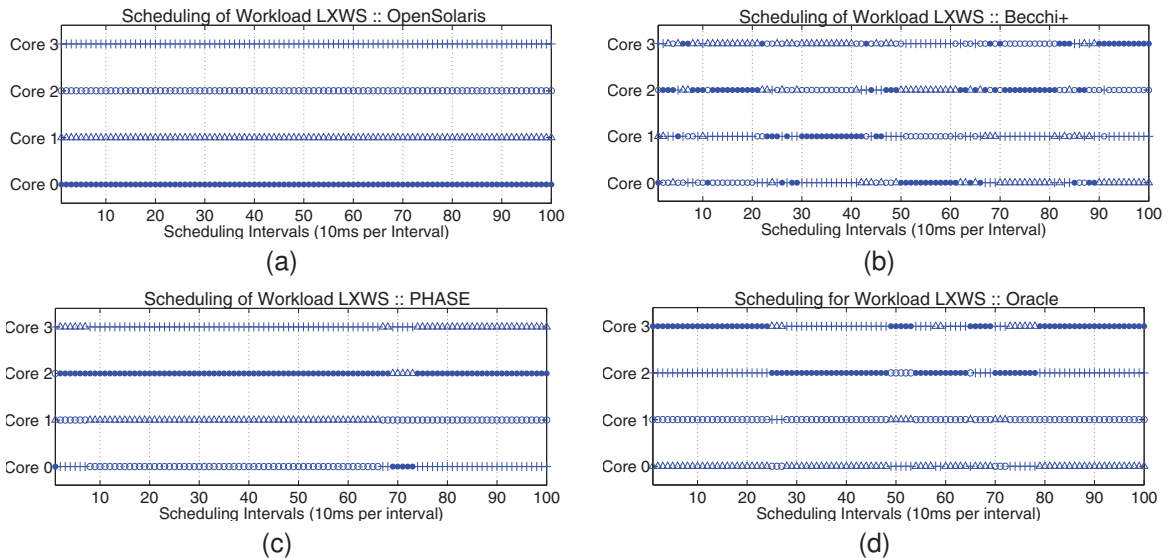 Scheduling of Workload LXWS :: OpenSolaris
Core 3
Core 2
Core 1
Core 0
10 20 30 40 50 60 70 80 90 100
Scheduling Intervals (10ms per Interval)
(a)
Scheduling of Workload LXWS :: Becchi+
Core 3
Core 2
Core 1
Core 0
10 20 30 40 50 60 70 80 90 100
Scheduling Intervals (10ms per Interval)
(b)
Scheduling of Workload LXWS :: PHASE
Core 3
Core 2
Core 1
Core 0
10 20 30 40 50 60 70 80 90 100
Scheduling Intervals (10ms per interval)
(c)
Scheduling for Workload LXWS :: Oracle
Core 3
Core 2
Core 1
Core 0
10 20 30 40 50 60 70 80 90 100
Scheduling Intervals (10ms per interval)
(d)